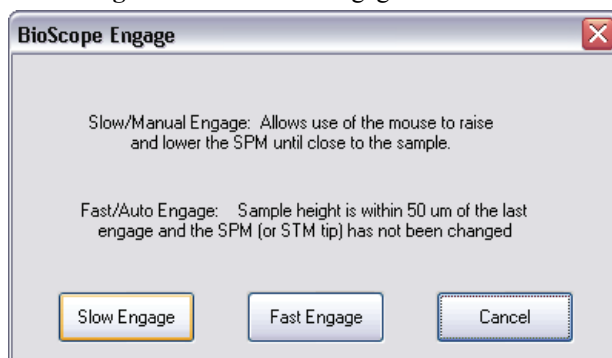 BioScope Engage
Slow/Manual Engage: Allows use of the mouse to raise
and lower the SPM until close to the sample.
Fast/Auto Engage: Sample height is within 50 um of the last
engage and the SPM (or STM tip) has not been changed
Slow Engage
Fast Engage
Cancel